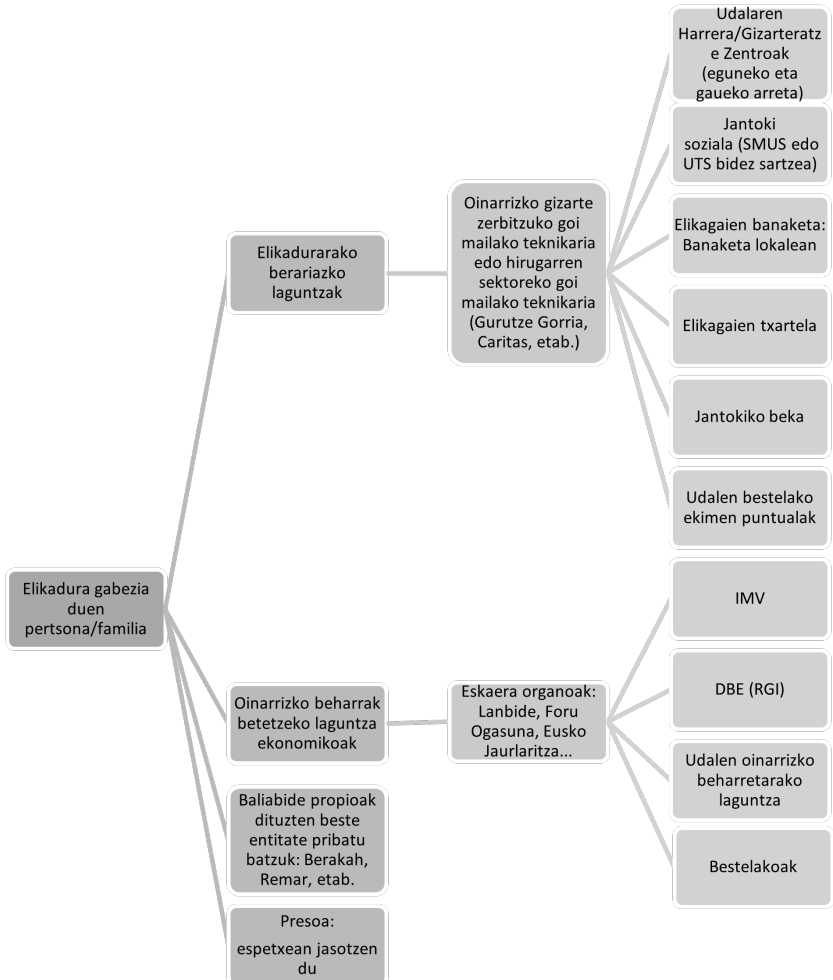 Udalaren
Harrera/Gizarteratz
e Zentroak
(eguneko eta
gaueko arreta)
Jantoki
soziala (SMUS edo
UTS bidez sartzea)
Oinarrizko gizarte
zerbitzuko goi
mailako teknikaria
edo hirugarren
sektoreko goi
mailako teknikaria
(Gurutze Gorria,
Caritas, etab.)
Elikadurarako
berariazko
laguntzak
Elikagaien banaketa:
Banaketa lokalean
Elikagaien txartela
Jantokiko beka
Udalen bestelako
ekimen puntualak
Elikadura gabezia
duen
pertsona/familia
IMV
DBE (RGI)
Oinarrizko beharrak
betetzeko laguntza
ekonomikoak
Eskaera organoak:
Lanbide, Foru
Ogasuna, Eusko
Jaurlaritza...
Udalen oinarrizko
beharretarako
laguntza
Baliabide propioak
dituzten beste
entitate pribatu
batzuk: Berakah,
Remar, etab.
Bestelakoak
Presoa:
espetxean jasotzen
du